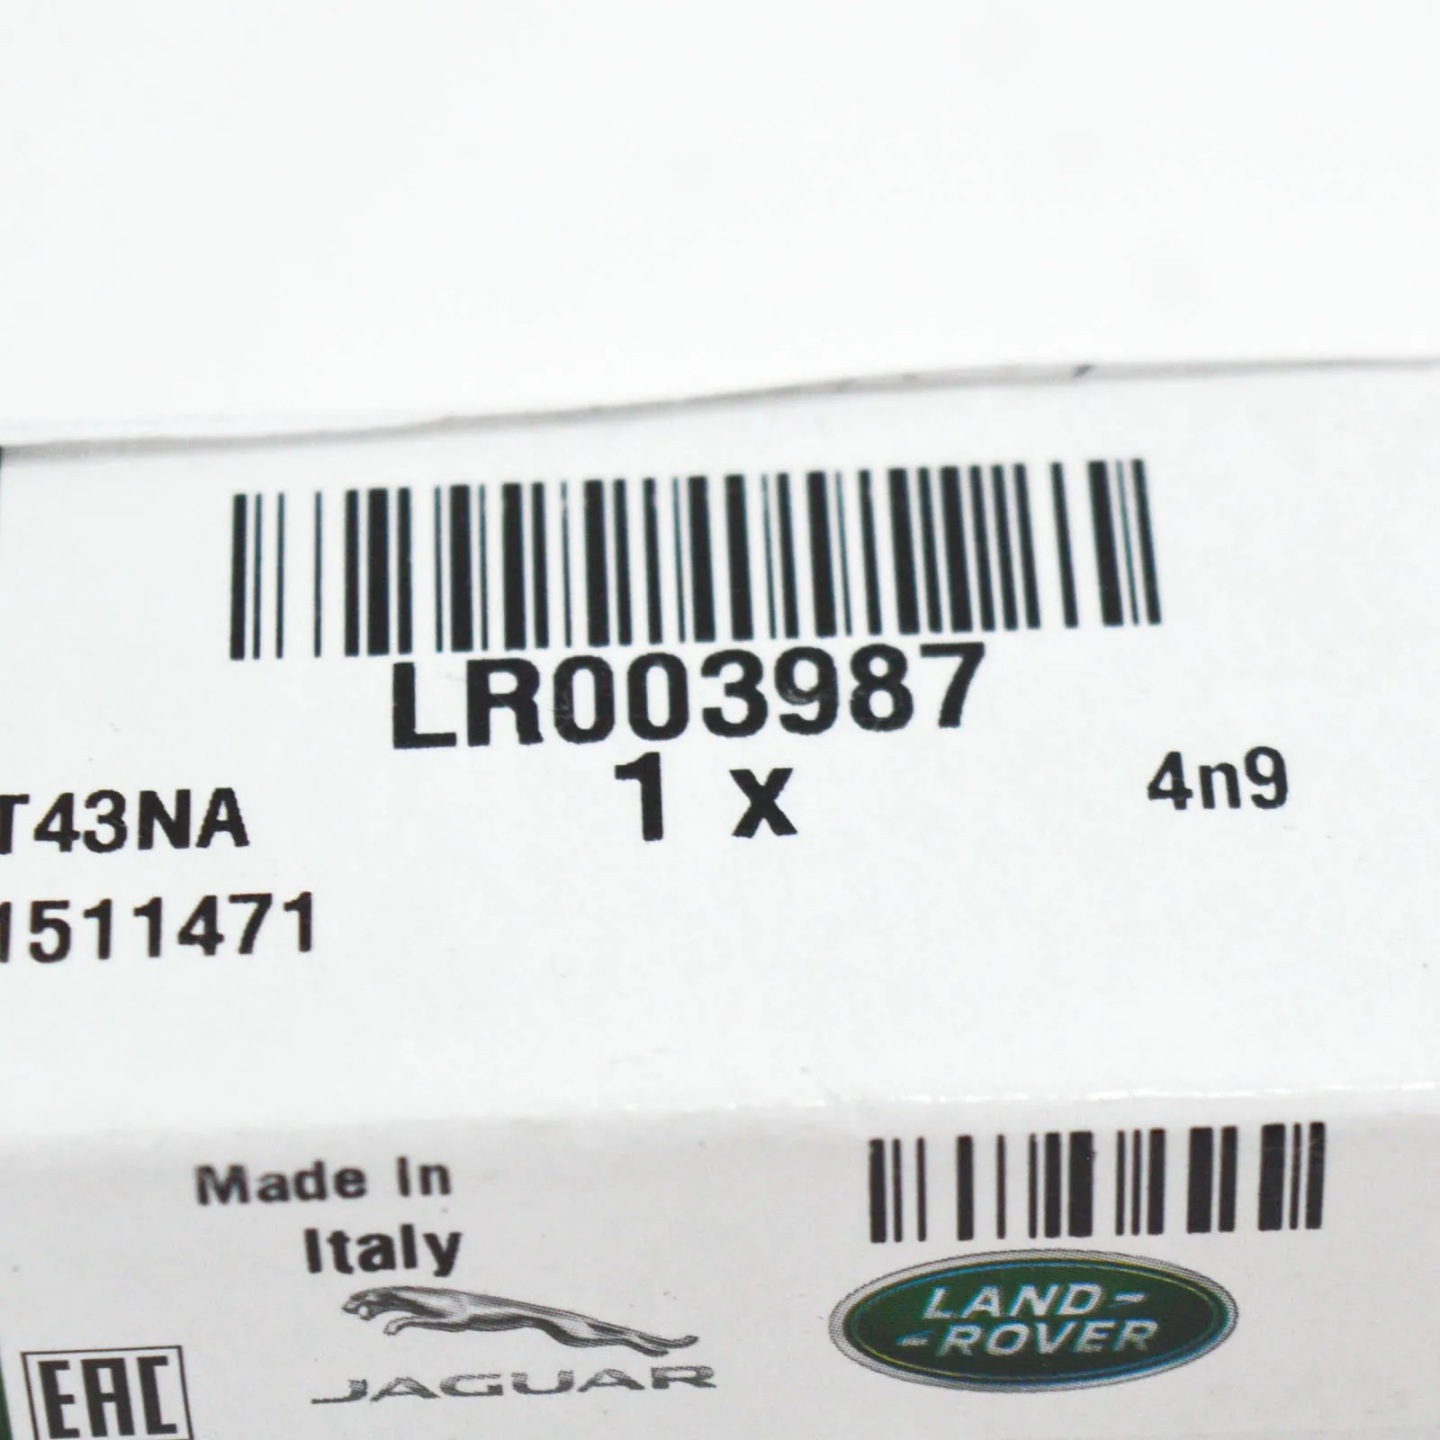 LR003987
1 x
4n9
T43NA
1511471
Made In
Italy
JAGUAR
LAND-
-ROVER
EAC